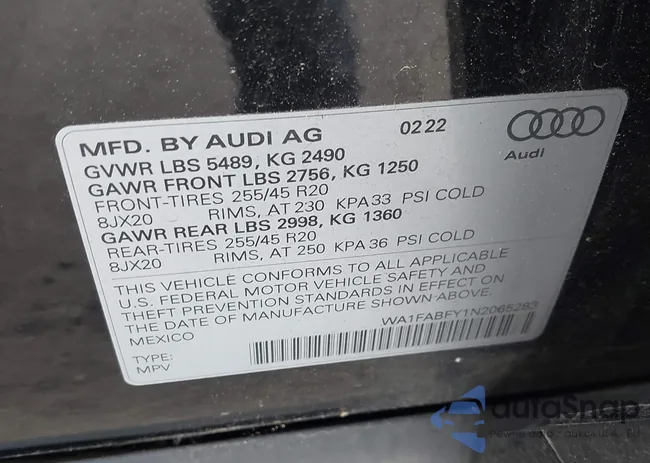 MFD. BY AUDI AG 02 22
Audi
GVWR LBS 5489, KG 2490
GAWR FRONT LBS 2756, KG 1250
FRONT-TIRES 255/45 R20
8JX20 RIMS, AT 230 KPA 33 PSI COLD
GAWR REAR LBS 2998, KG 1360
REAR-TIRES 255/45 R20
8JX20 RIMS, AT 250 KPA 36 PSI COLD
THIS VEHICLE CONFORMS TO ALL APPLICABLE
U.S. FEDERAL MOTOR VEHICLE SAFETY AND
THEFT PREVENTION STANDARDS IN EFFECT ON
THE DATE OF MANUFACTURE SHOWN ABOVE.
MEXICO
WA1FABFY1N2065283
TYPE:
MPV
autoSnap